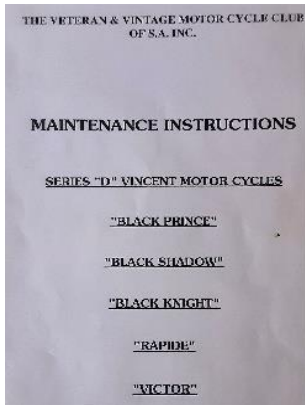 THE VETERAN & VINTAGE MOTOR CYCLE CLUB
OF S.A. INC.
MAINTENANCE INSTRUCTIONS
SERIES "D" VINCENT MOTOR CYCLES
"BLACK PRINCE"
"BLACK SHADOW"
"BLACK KNIGHT"
"RAPIDE"
"VICTOR"